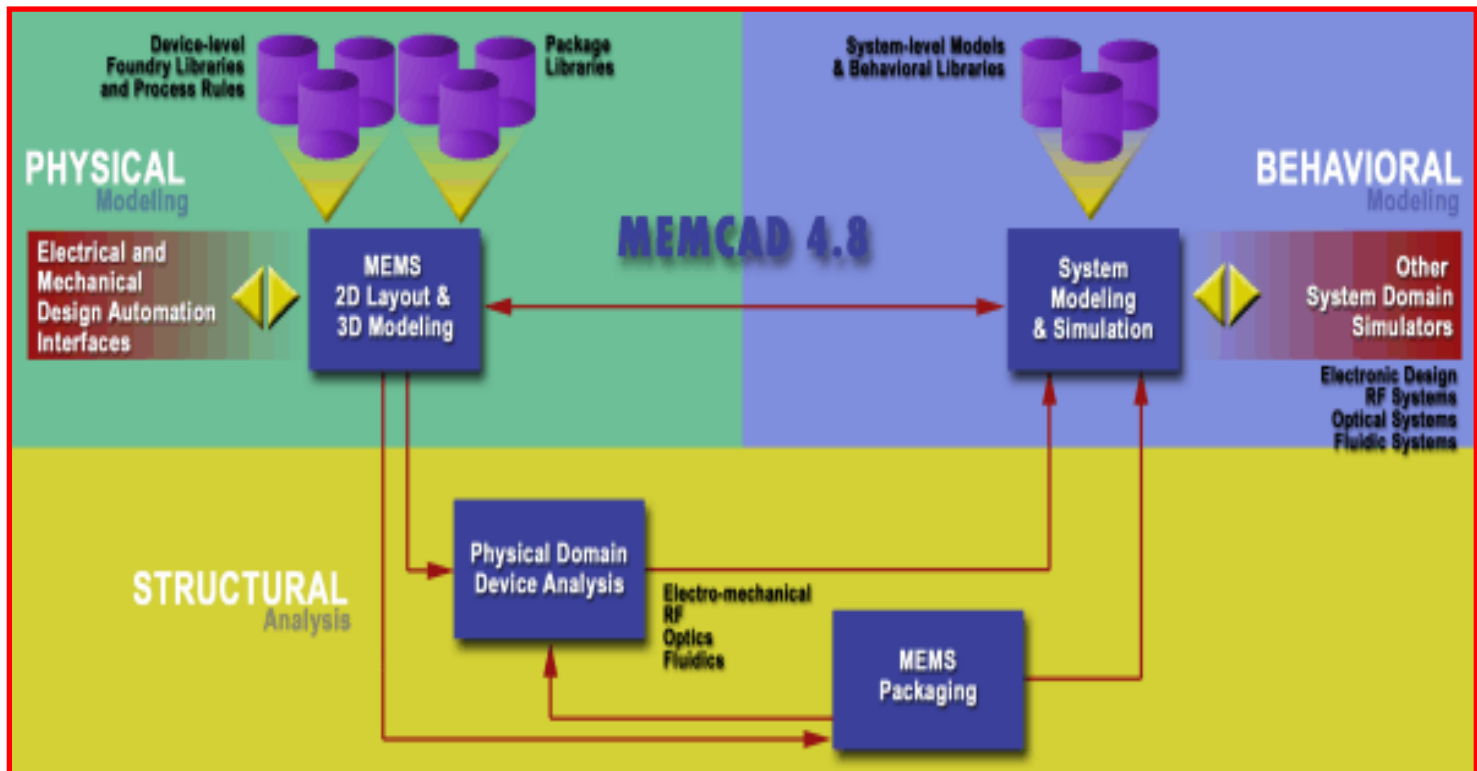 Device-level
Foundry Libraries
and Process Rules
Package
Libraries
System-level Models
& Behavioral Libraries
PHYSICAL
Modeling
BEHAVIORAL
Modeling
MEMCAD 4.8
Electrical and
Mechanical
Design Automation
Interfaces
MEMS
2D Layout &
3D Modeling
System
Modeling
& Simulation
Other
System Domain
Simulators
Electronic Design
RF Systems
Optical Systems
Fluidic Systems
STRUCTURAL
Analysis
Physical Domain
Device Analysis
Electro-mechanical
RF
Optics
Fluidics
MEMS
Packaging